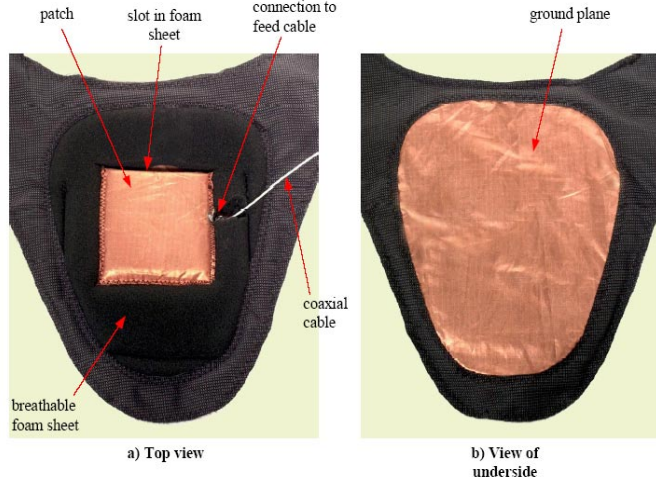 patch
slot in foam
sheet
connection to
feed cable
ground plane
coaxial
cable
breathable
foam sheet
a) Top view
b) View of
underside